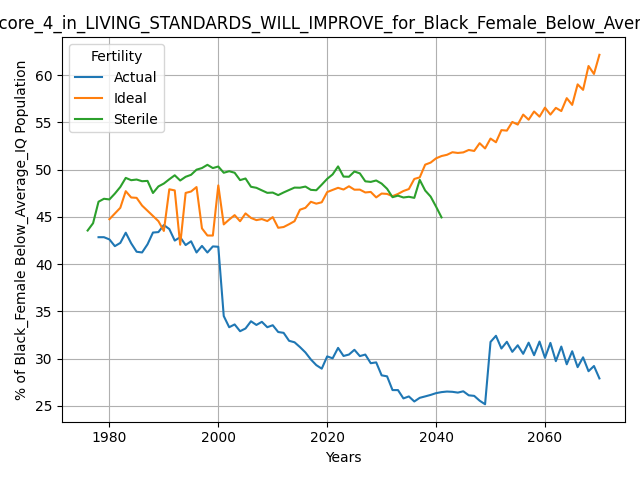 core_4_in_LIVING_STANDARDS_WILL_IMPROVE_for_Black_Female_Below_Aver
% of Black_Female Below_Average_IQ Population
Fertility
Actual
Ideal
Sterile
60
55
50
45
40
35
30
25
1980
2000
2020
2040
2060
Years